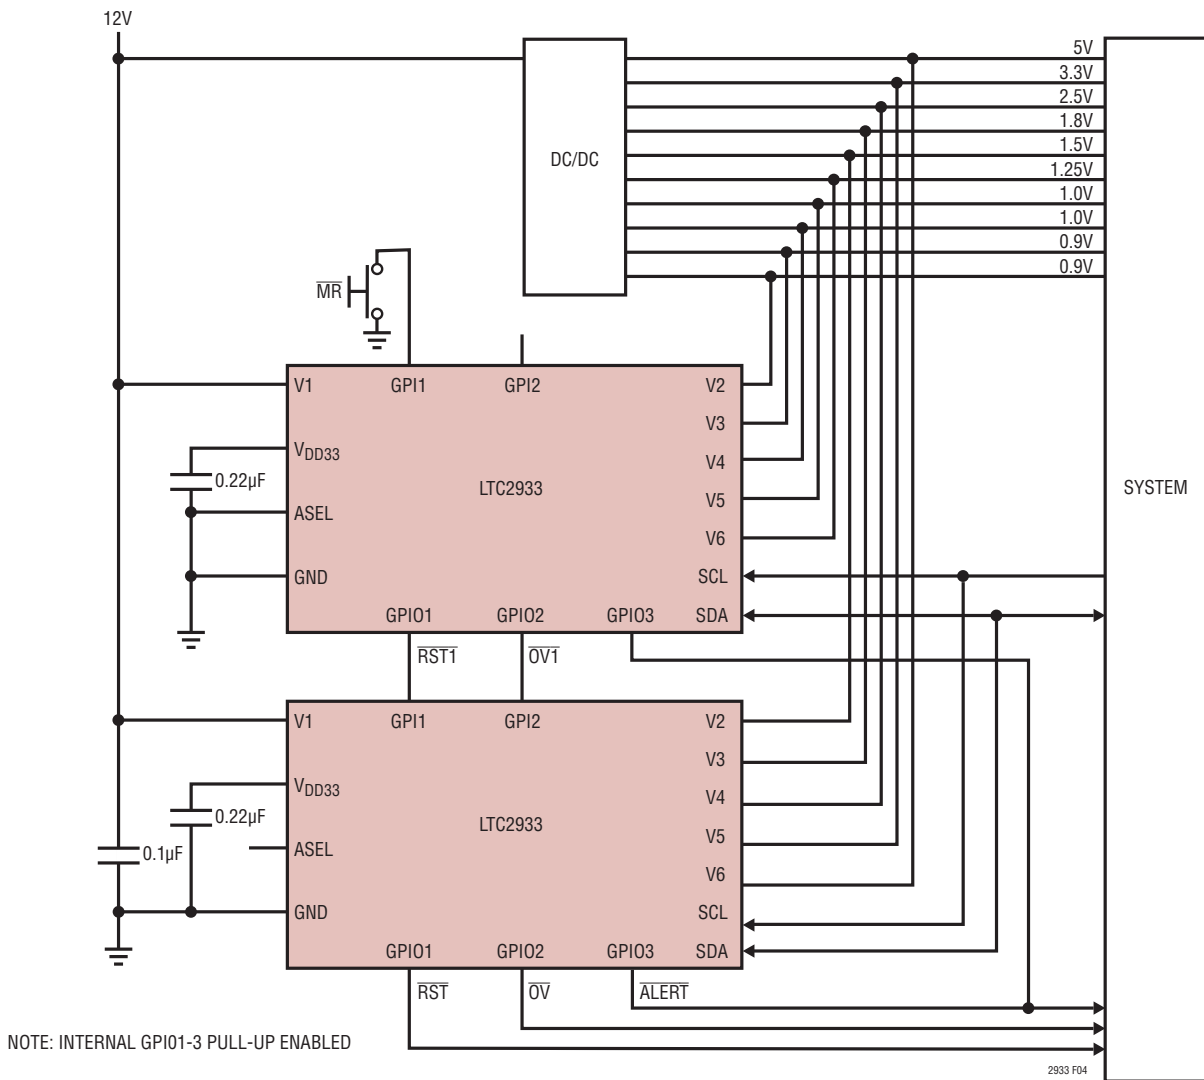 12V
5V
3.3V
2.5V
1.8V
1.5V
1.25V
1.0V
1.0V
0.9V
0.9V
DC/DC
MR
SYSTEM
V1
GPI1
GPI2
V2
V3
V4
V5
V6
SCL
SDA
VDD33
0.22µF
ASEL
GND
LTC2933
GPIO1
GPIO2
GPIO3
RST1
OV1
V1
GPI1
GPI2
V2
V3
V4
V5
V6
SCL
SDA
VDD33
0.22µF
0.1µF
ASEL
GND
LTC2933
GPIO1
GPIO2
GPIO3
RST
OV
ALERT
NOTE: INTERNAL GPI01-3 PULL-UP ENABLED
2933 F04